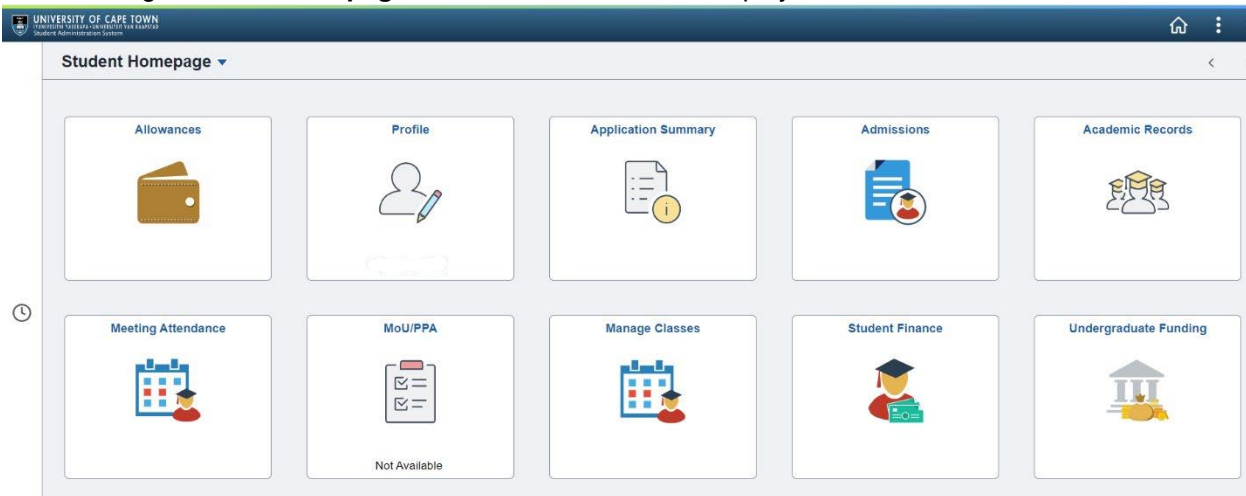 UNIVERSITY OF CAPE TOWN
Student Administration System
Student Homepage
Allowances
Profile
Application Summary
Admissions
Academic Records
Meeting Attendance
MoU/PPA
Manage Classes
Student Finance
Undergraduate Funding
Not Available